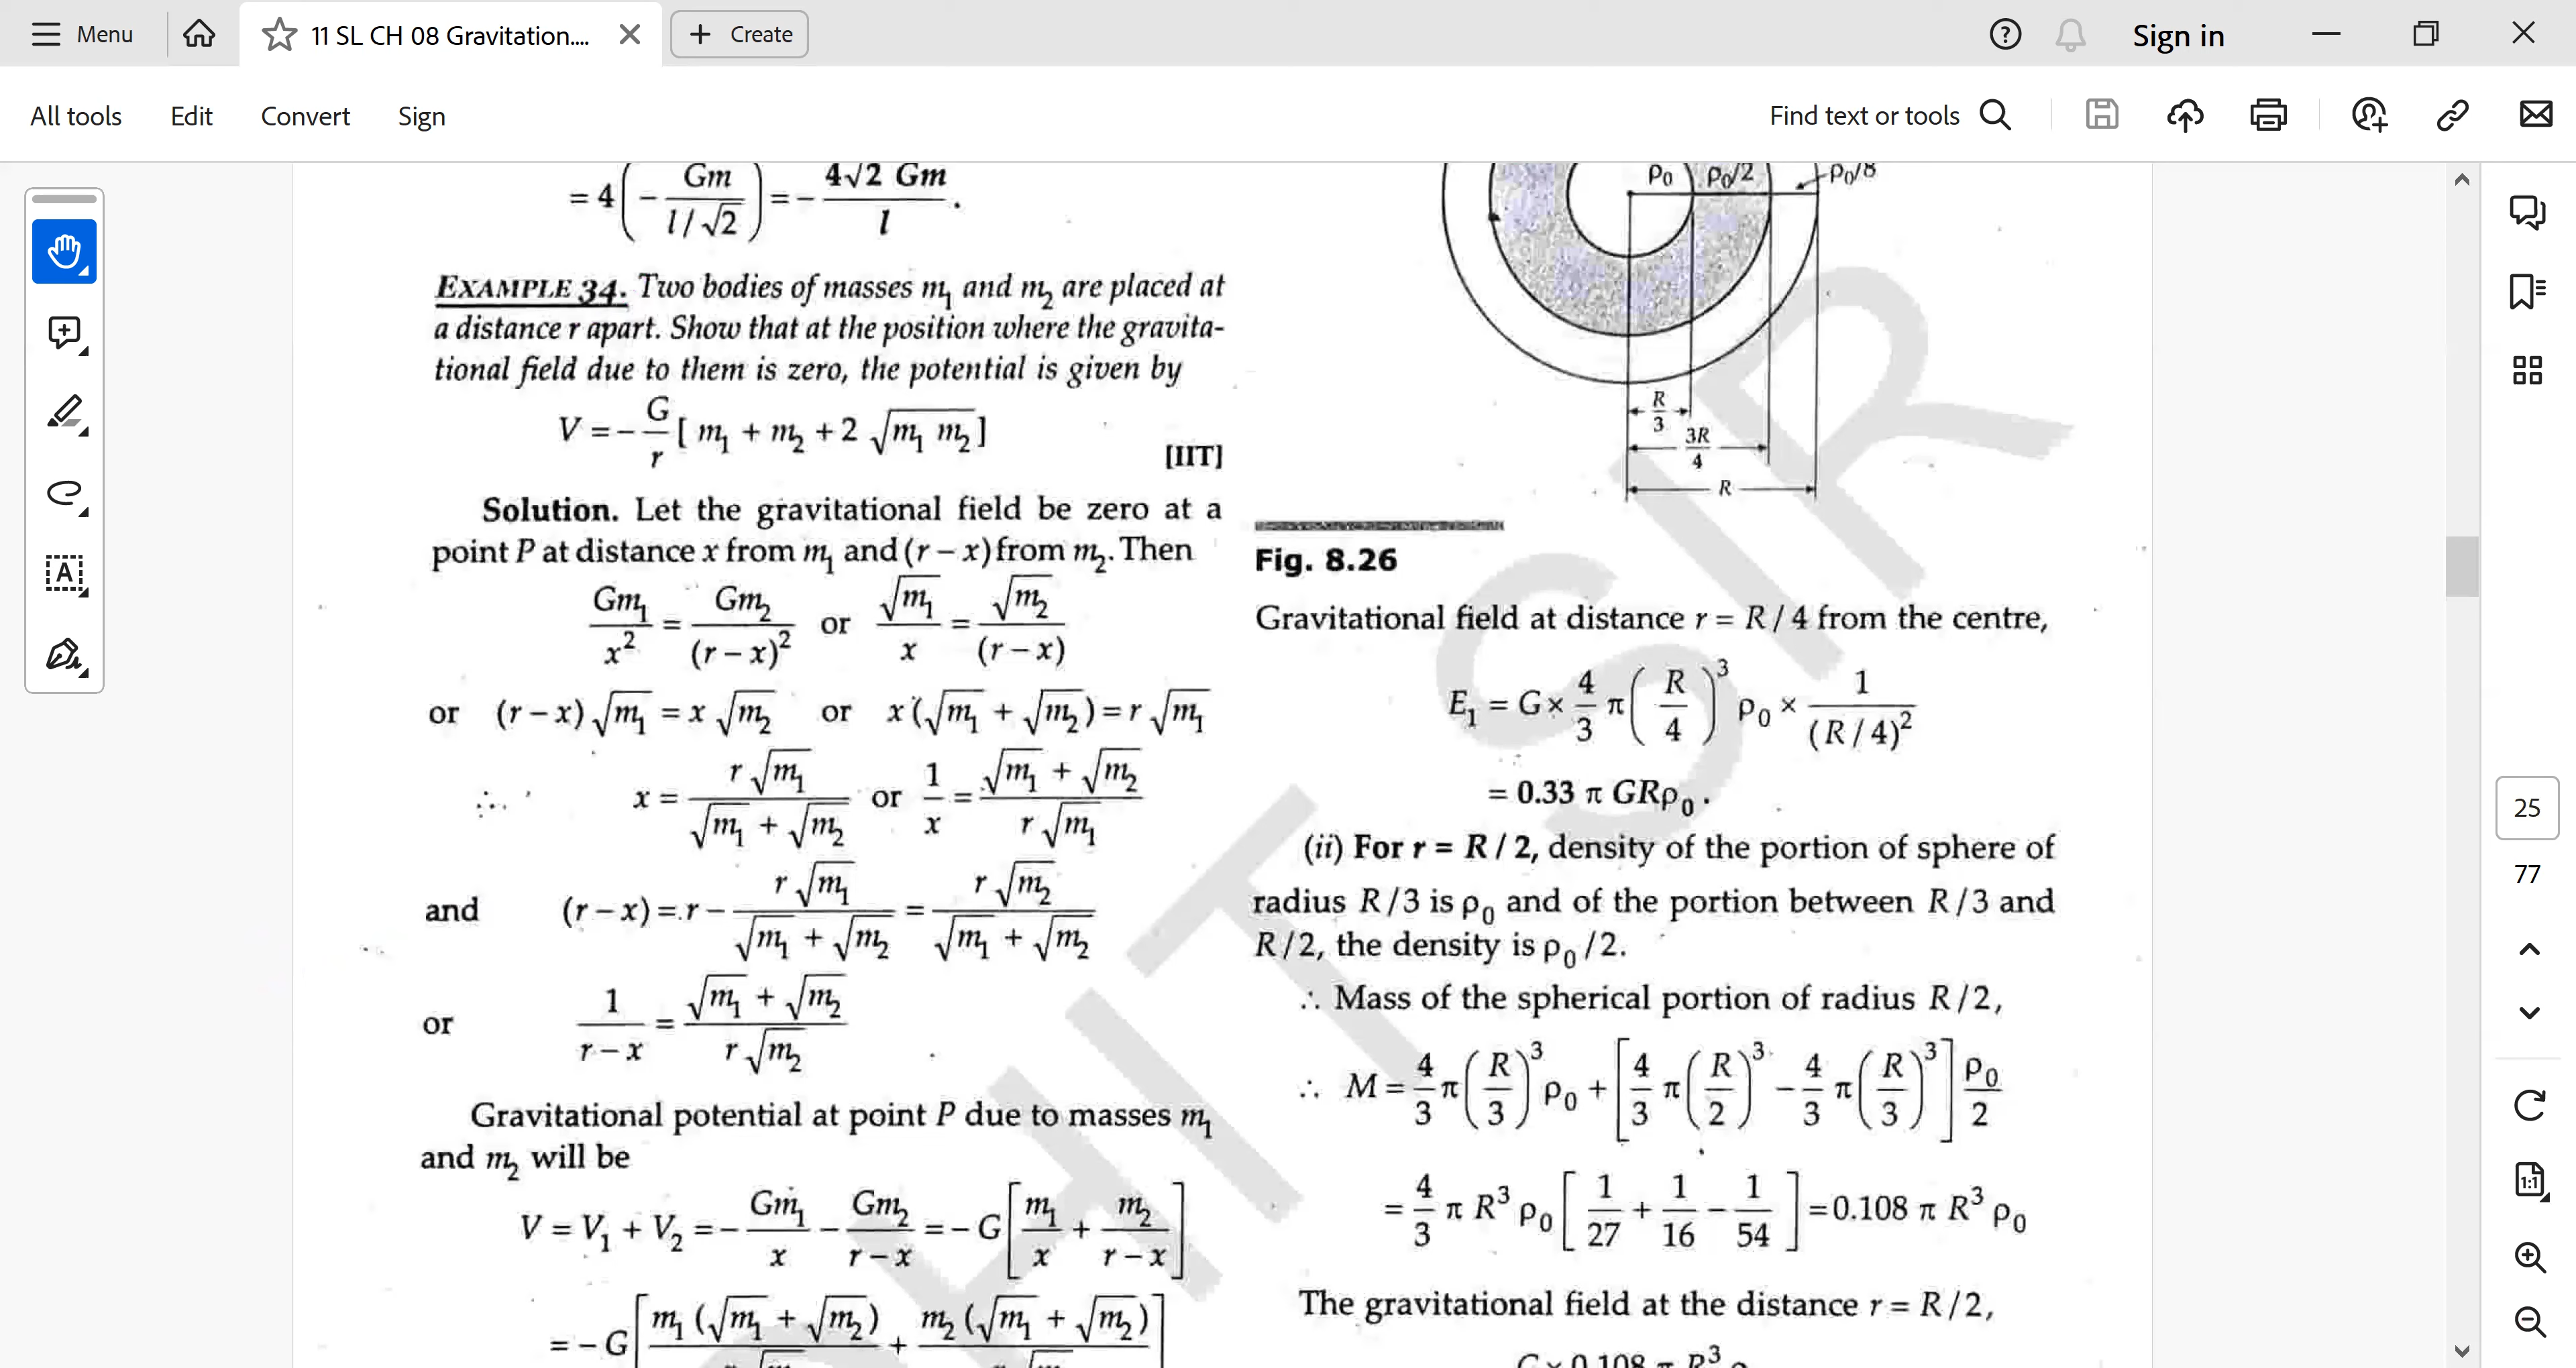 Menu
11 SL CH 08 Gravitation....
Create
Sign in
All tools
Edit
Convert
Sign
Find text or tools
= 4 ( − Gm / (l/√2) ) = − 4√2 Gm / l .
EXAMPLE 34. Two bodies of masses m₁ and m₂ are placed at
a distance r apart. Show that at the position where the gravita-
tional field due to them is zero, the potential is given by
V = − G/r [ m₁ + m₂ + 2 √(m₁ m₂) ]
[IIT]
Solution. Let the gravitational field be zero at a
point P at distance x from m₁ and (r − x) from m₂. Then
Gm₁/x² = Gm₂/(r − x)² or √m₁/x = √m₂/(r − x)
or (r − x) √m₁ = x √m₂ or x (√m₁ + √m₂) = r √m₁
∴ x = r √m₁ / (√m₁ + √m₂) or 1/x = (√m₁ + √m₂) / (r √m₁)
and (r − x) = r − r √m₁ / (√m₁ + √m₂) = r √m₂ / (√m₁ + √m₂)
or 1/(r − x) = (√m₁ + √m₂) / (r √m₂)
Gravitational potential at point P due to masses m₁
and m₂ will be
V = V₁ + V₂ = − Gm₁/x − Gm₂/(r − x) = − G [ m₁/x + m₂/(r − x) ]
= − G [ m₁ (√m₁ + √m₂) + m₂ (√m₁ + √m₂) ]
ρ₀ ρ₀/2 ρ₀/8
R/3
3R/4
R
Fig. 8.26
Gravitational field at distance r = R / 4 from the centre,
E₁ = G × 4/3 π (R/4)³ ρ₀ × 1/(R / 4)²
= 0.33 π GRρ₀ .
(ii) For r = R / 2, density of the portion of sphere of
radius R /3 is ρ₀ and of the portion between R /3 and
R /2, the density is ρ₀ /2.
∴ Mass of the spherical portion of radius R /2,
∴ M = 4/3 π (R/3)³ ρ₀ + [ 4/3 π (R/2)³ − 4/3 π (R/3)³ ] ρ₀/2
= 4/3 π R³ ρ₀ [ 1/27 + 1/16 − 1/54 ] = 0.108 π R³ ρ₀
The gravitational field at the distance r = R /2,
25
77
1:1
SIR